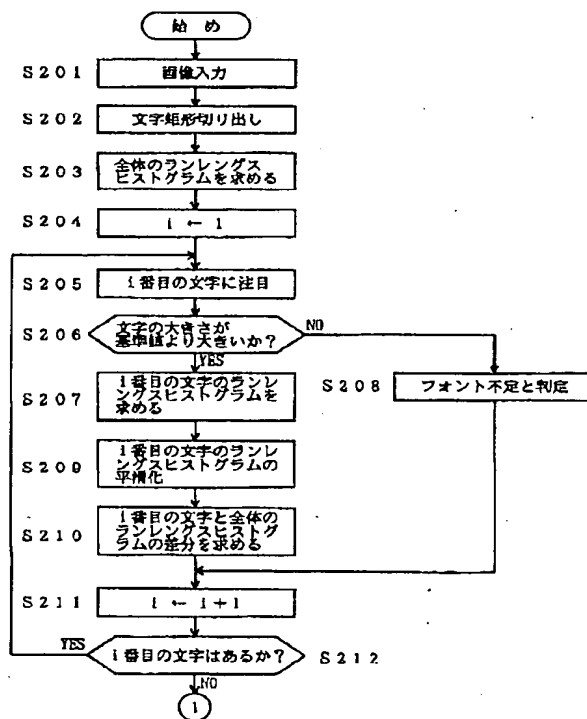 始 め
S201
画像入力
S202
文字矩形切り出し
S203
全体のランレングス
ヒストグラムを求める
S204
i ← 1
S205
i番目の文字に注目
S206
文字の大きさが
基準値より大きいか？
NO
YES
S207
i番目の文字のランレ
ングスヒストグラムを
求める
S208
フォント不定と判定
S209
i番目の文字のランレ
ングスヒストグラムの
平滑化
S210
i番目の文字と全体の
ランレングスヒストグ
ラムの差分を求める
S211
i ← i+1
YES
i番目の文字はあるか？
S212
NO
1